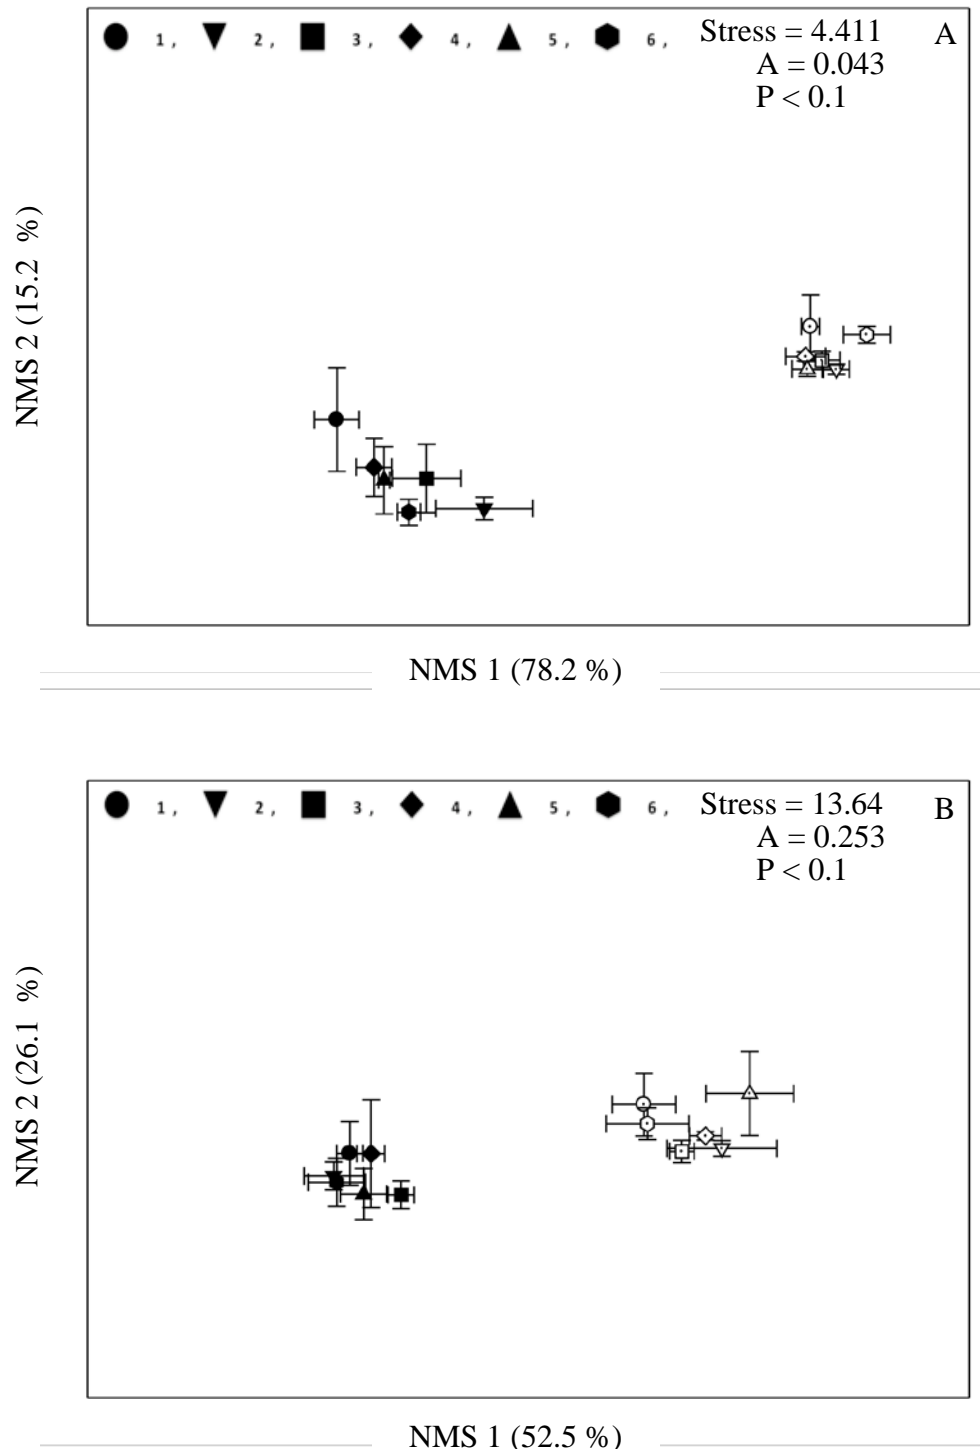 1 , 2 , 3 , 4 , 5 , 6 , Stress = 4.411 A
A = 0.043
P < 0.1
NMS 2 (15.2 %)
NMS 1 (78.2 %)
1 , 2 , 3 , 4 , 5 , 6 , Stress = 13.64 B
A = 0.253
P < 0.1
NMS 2 (26.1 %)
NMS 1 (52.5 %)